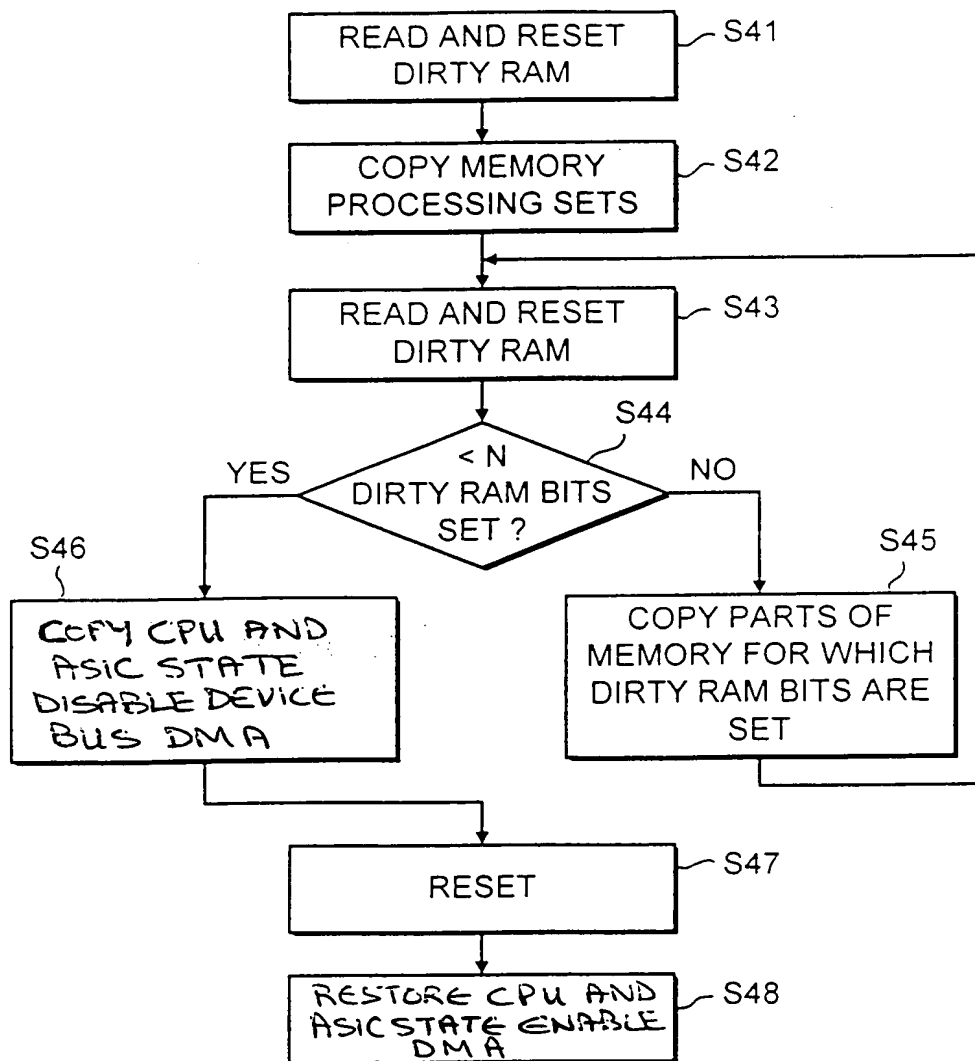 READ AND RESET
DIRTY RAM
S41
COPY MEMORY
PROCESSING SETS
S42
READ AND RESET
DIRTY RAM
S43
S44
< N
DIRTY RAM BITS
SET ?
YES
NO
S46
COPY CPU AND
ASIC STATE
DISABLE DEVICE
BUS DMA
S45
COPY PARTS OF
MEMORY FOR WHICH
DIRTY RAM BITS ARE
SET
RESET
S47
RESTORE CPU AND
ASIC STATE ENABLE
DMA
S48